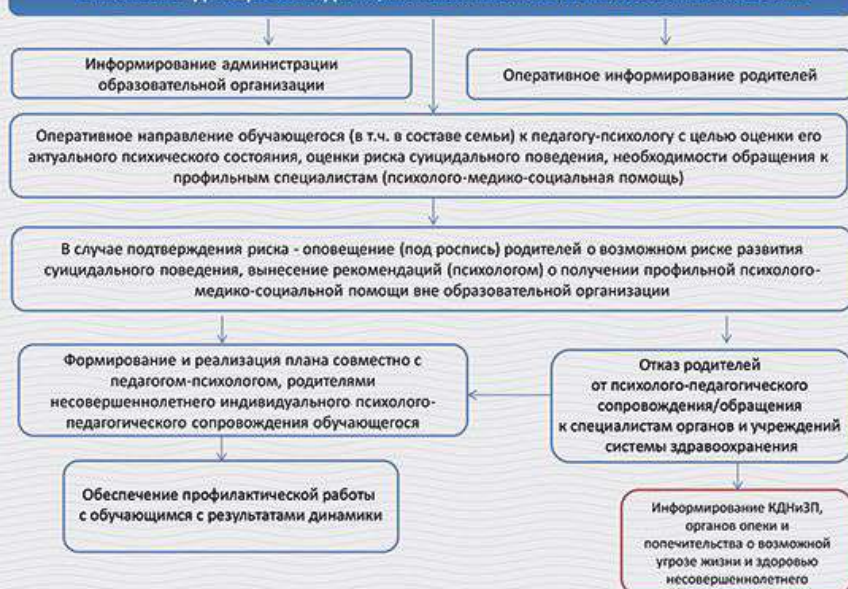 Информирование администрации
образовательной организации
Оперативное информирование родителей
Оперативное направление обучающегося (в т.ч. в составе семьи) к педагогу-психологу с целью оценки его
актуального психического состояния, оценки риска суицидального поведения, необходимости обращения к
профильным специалистам (психолого-медико-социальная помощь)
В случае подтверждения риска - оповещение (под роспись) родителей о возможном риске развития
суицидального поведения, вынесение рекомендаций (психологом) о получении профильной психолого-
медико-социальной помощи вне образовательной организации
Формирование и реализация плана совместно с
педагогом-психологом, родителями
несовершеннолетнего индивидуального психолого-
педагогического сопровождения обучающегося
Отказ родителей
от психолого-педагогического
сопровождения/обращения
к специалистам органов и учреждений
системы здравоохранения
Обеспечение профилактической работы
с обучающимся с результатами динамики
Информирование КДНиЗП,
органов опеки и
попечительства о возможной
угрозе жизни и здоровью
несовершеннолетнего